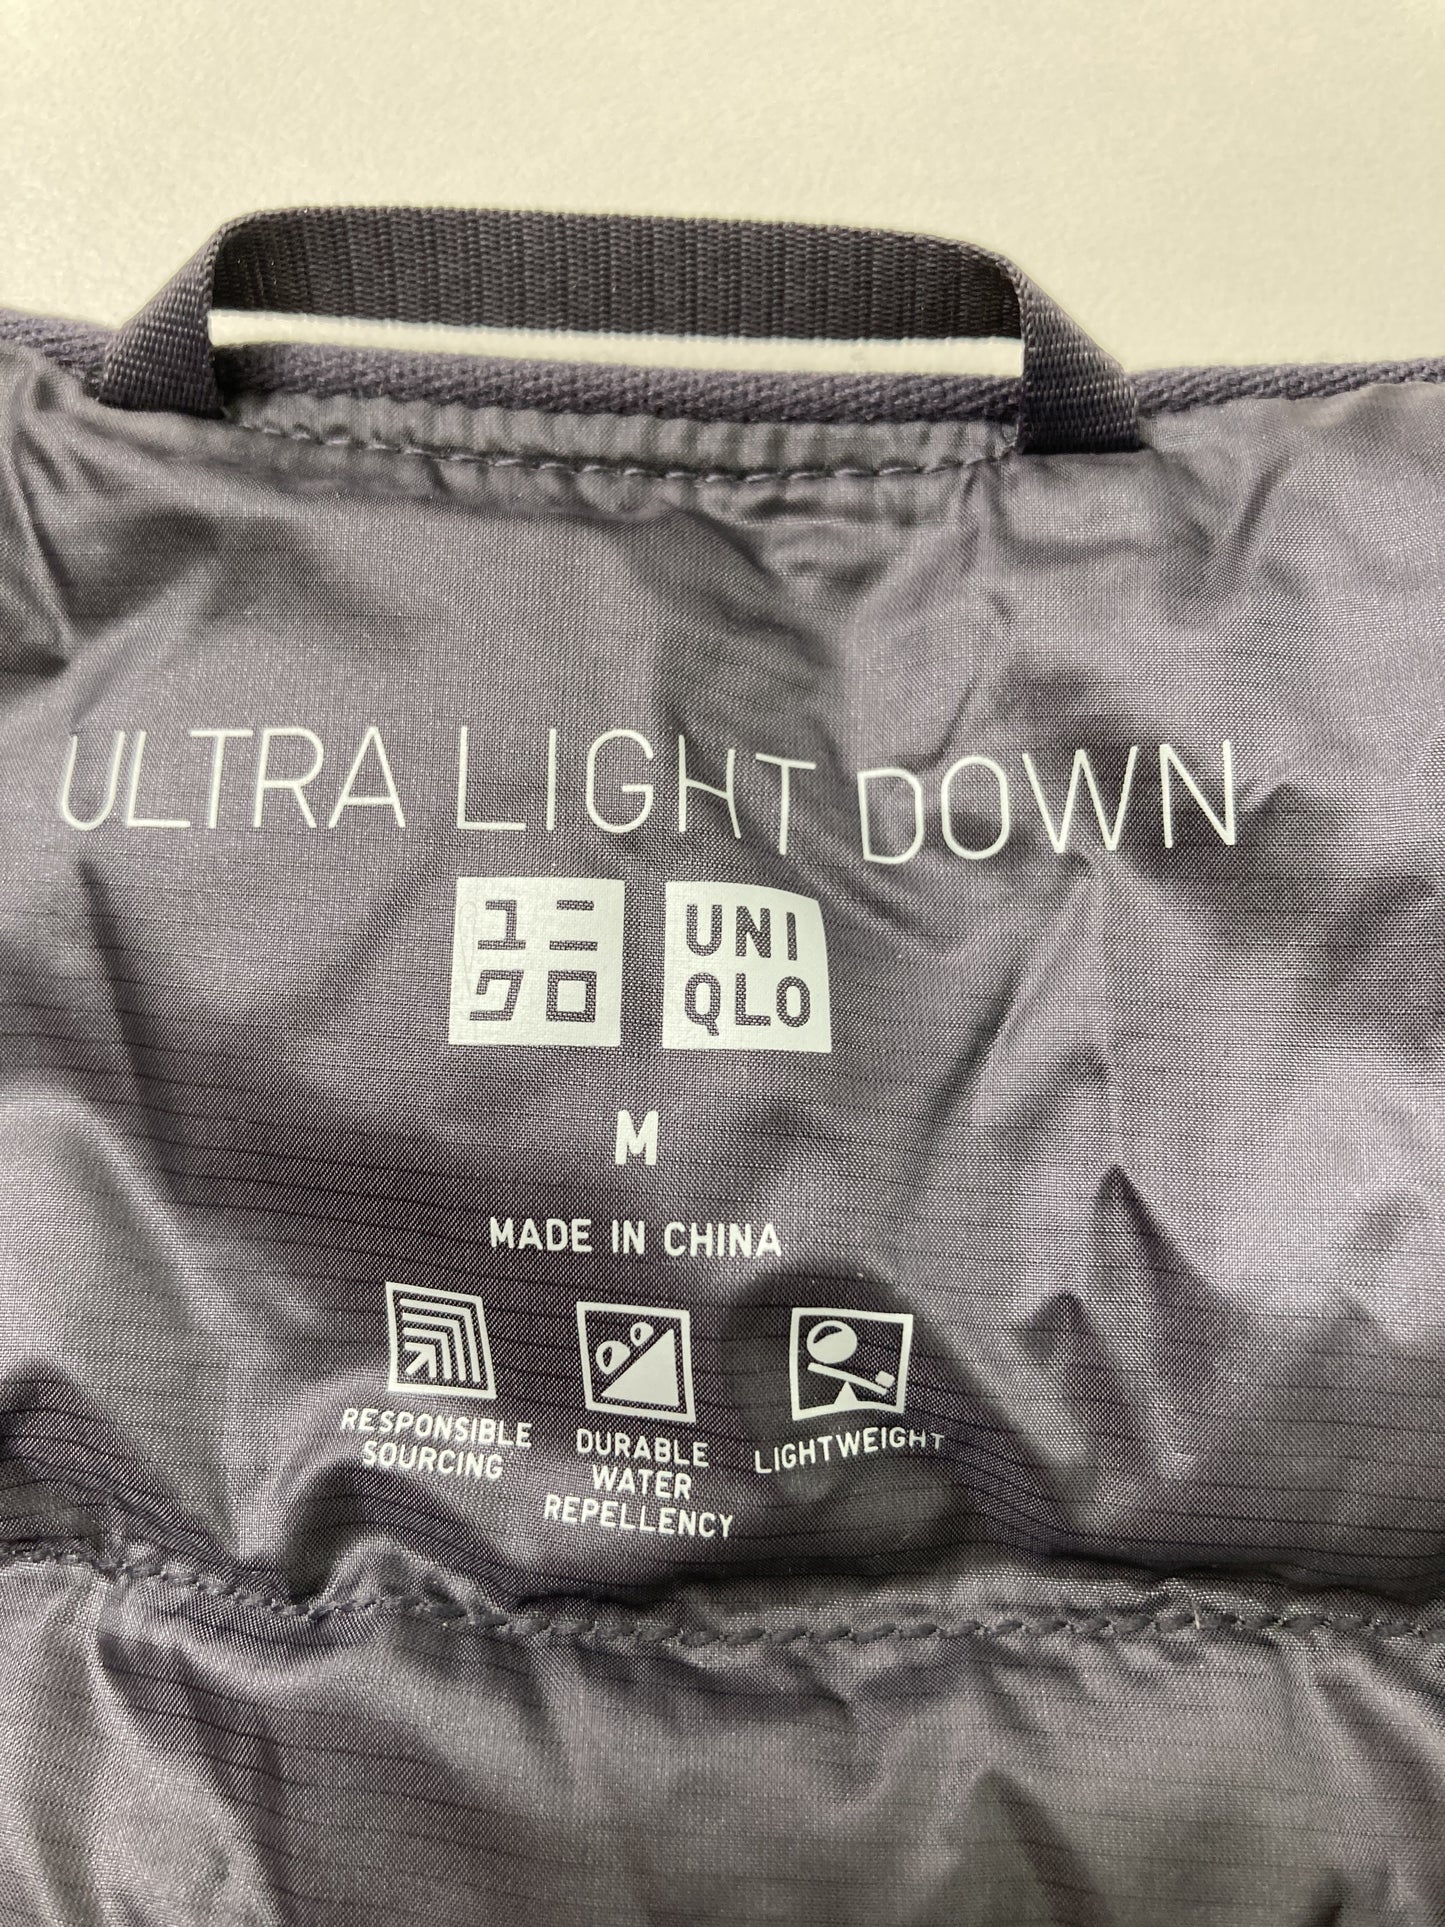 ULTRA LIGHT DOWN
ユニ UNI
クロ QLO
M
MADE IN CHINA
RESPONSIBLE
SOURCING
DURABLE
WATER
REPELLENCY
LIGHTWEIGHT